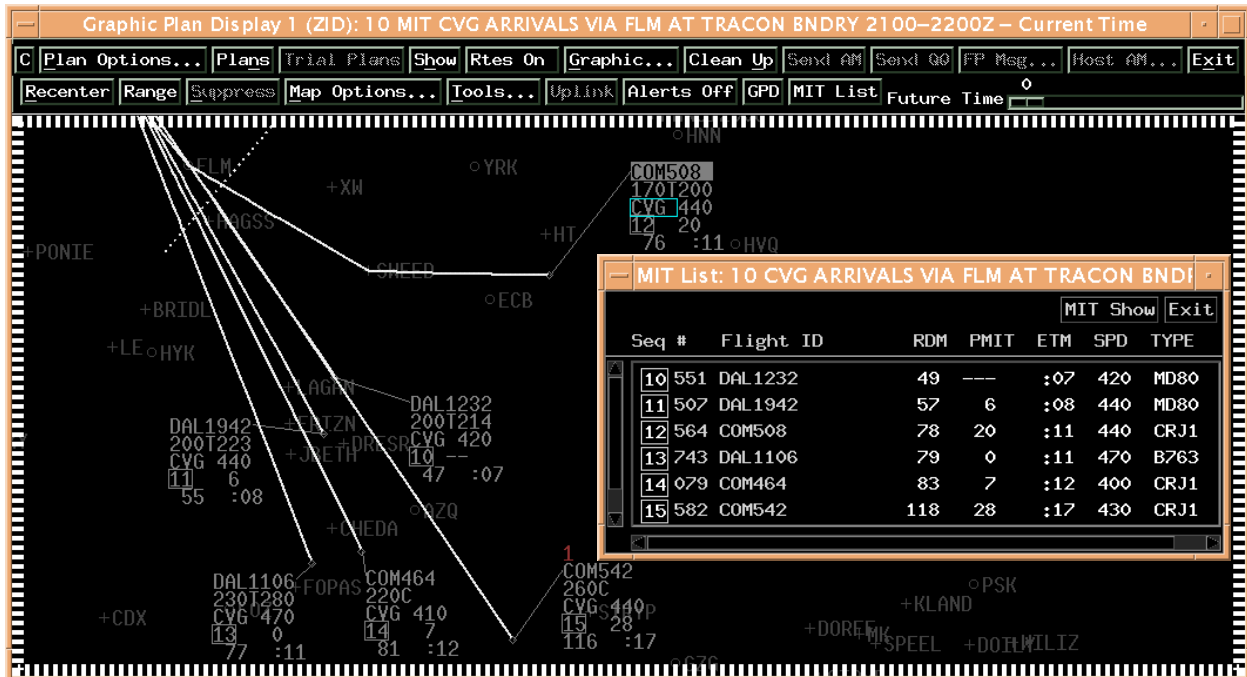 Graphic Plan Display 1 (ZID): 10 MIT CVG ARRIVALS VIA FLM AT TRACON BNDRY 2100–2200Z – Current Time
C Plan Options... Plans Trial Plans Show Rtes On Graphic... Clean Up Send AM Send QQ FP Msg... Host AM... Exit
Recenter Range Suppress Map Options... Tools... Uplink Alerts Off GPD MIT List Future Time 0
HNN
FLM
YRK
+XW
COM508
170T200
CVG 440
12 20
76 :11
+HAGSS
+HT
HVQ
+PONIE
+SWEED
ECB
+BRIDL
+LE HYK
MIT List: 10 CVG ARRIVALS VIA FLM AT TRACON
MIT Show Exit
Seq # Flight ID RDM PMIT ETM SPD TYPE
10 551 DAL1232 49 --- :07 420 MD80
11 507 DAL1942 57 6 :08 440 MD80
12 564 COM508 78 20 :11 440 CRJ1
13 743 DAL1106 79 0 :11 470 B763
14 079 COM464 83 7 :12 400 CRJ1
15 582 COM542 118 28 :17 430 CRJ1
DAL1232
200T214
CVG 420
10 --
47 :07
DAL1942
200T223
CVG 440
11 6
55 :08
+JBETH
+DRESR
AZQ
+CHEDA
DAL1106
230T280
CVG 470
13 0
77 :11
+FOPAS
COM464
220C
CVG 410
14 7
81 :12
1
COM542
260C
CVG 440
15 28
116 :17
+CDX
PSK
+KLAND
+DOREE
+SPEEL